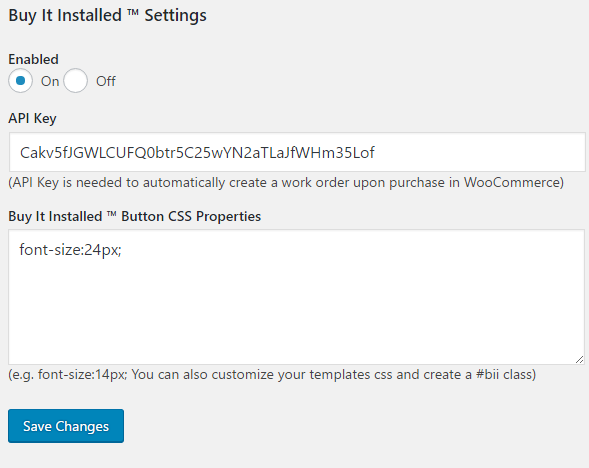 Buy It Installed ™ Settings
Enabled
On Off
API Key
Cakv5fJGWLCUFQ0btr5C25wYN2aTLaJfWHm35Lof
(API Key is needed to automatically create a work order upon purchase in WooCommerce)
Buy It Installed ™ Button CSS Properties
font-size:24px;
(e.g. font-size:14px; You can also customize your templates css and create a #bii class)
Save Changes